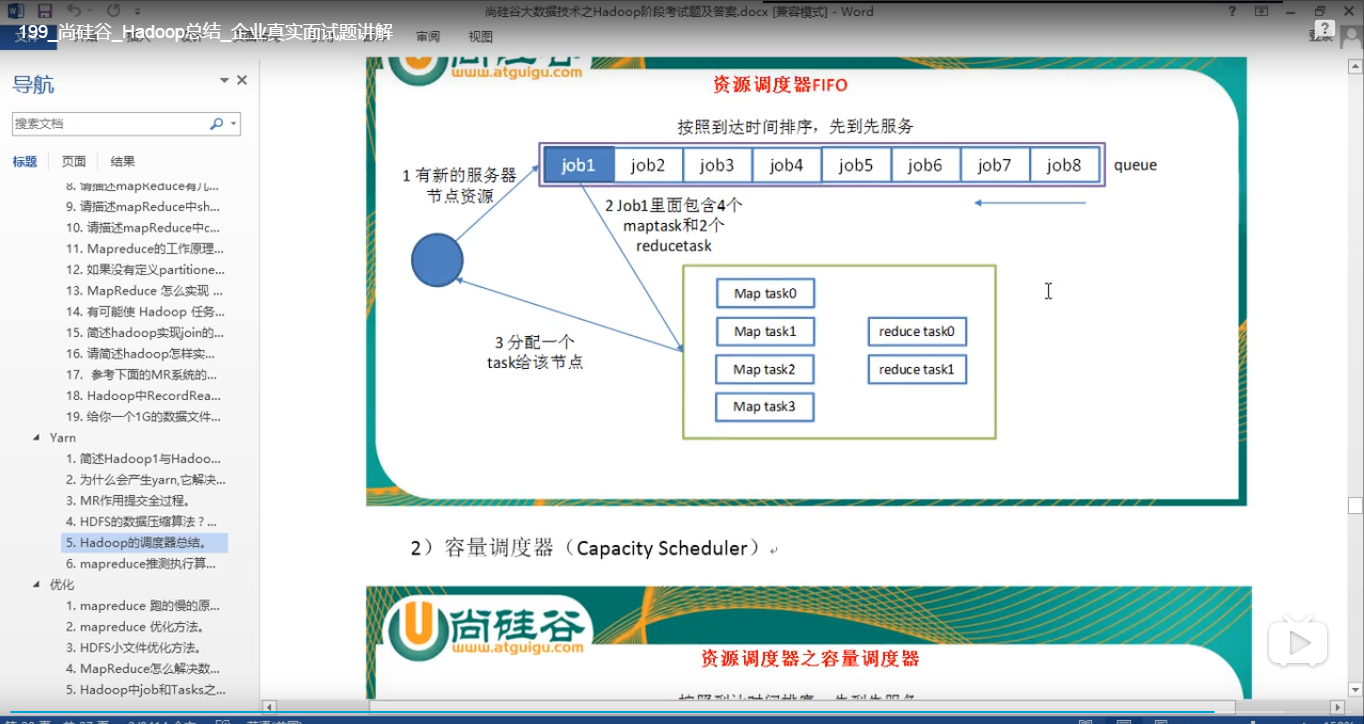 尚硅谷大数据技术之Hadoop阶段考试题及答案.docx [兼容模式] - Word
199_尚硅谷_Hadoop总结_企业真实面试题讲解
审阅
视图
导航
搜索文档
标题
页面
结果
8. 请描述mapReduce有几...
9. 请描述mapReduce中sh...
10. 请描述mapReduce中c...
11. Mapreduce的工作原理...
12. 如果没有定义partitione...
13. MapReduce 怎么实现 ...
14. 有可能使 Hadoop 任务...
15. 简述hadoop实现join的...
16. 请简述hadoop怎样实...
17. 参考下面的MR系统的...
18. Hadoop中RecordRea...
19. 给你一个1G的数据文件...
Yarn
1. 简述Hadoop1与Hadoo...
2. 为什么会产生yarn,它解决...
3. MR作用提交全过程。
4. HDFS的数据压缩算法？...
5. Hadoop的调度器总结。
6. mapreduce推测执行算...
优化
1. mapreduce 跑的慢的原...
2. mapreduce 优化方法。
3. HDFS小文件优化方法。
4. MapReduce怎么解决数...
5. Hadoop中job和Tasks之...
尚硅谷
www.atguigu.com
资源调度器FIFO
按照到达时间排序，先到先服务
job1
job2
job3
job4
job5
job6
job7
job8
queue
1 有新的服务器
节点资源
2 Job1里面包含4个
maptask和2个
reducetask
Map task0
Map task1
Map task2
Map task3
reduce task0
reduce task1
3 分配一个
task给该节点
2）容量调度器（Capacity Scheduler）
尚硅谷
www.atguigu.com
资源调度器之容量调度器
按照到达时间排序，先到先服务